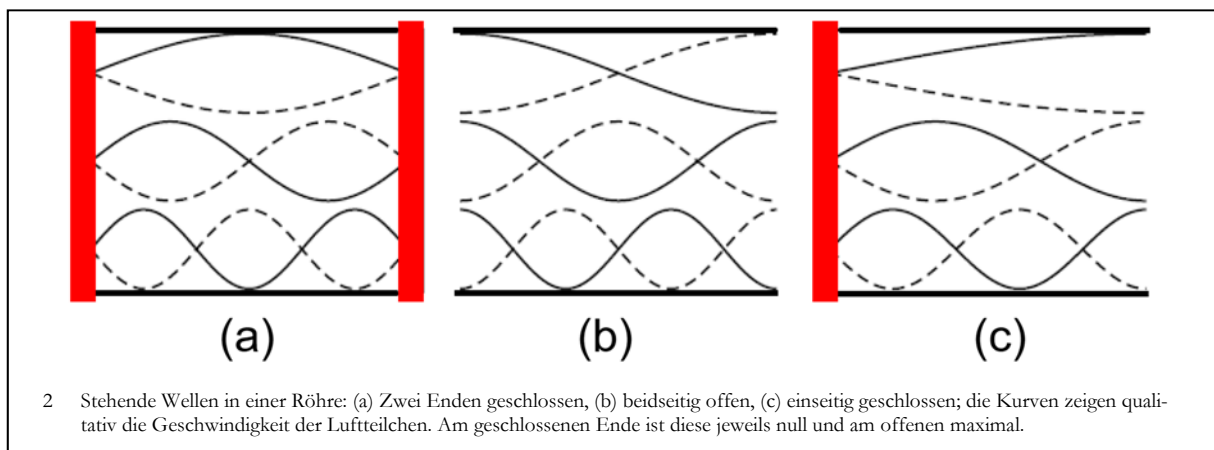 (a) (b) (c)
2 Stehende Wellen in einer Röhre: (a) Zwei Enden geschlossen, (b) beidseitig offen, (c) einseitig geschlossen; die Kurven zeigen quali-
tativ die Geschwindigkeit der Luftteilchen. Am geschlossenen Ende ist diese jeweils null und am offenen maximal.